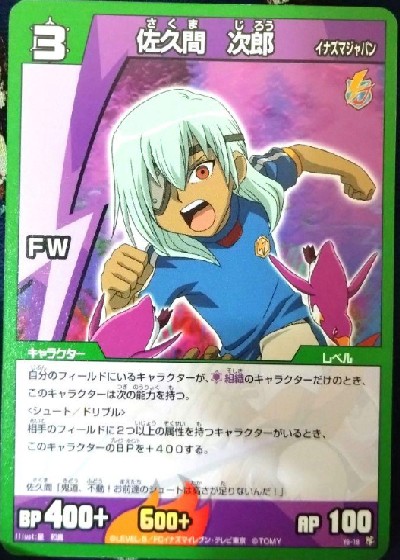 3
さくま じろう
佐久間 次郎
イナズマジャパン
FW
キャラクター
レベル
自分のフィールドにいるキャラクターが、組織のキャラクターだけのとき、
このキャラクターは次の能力を持つ。
<シュート/ドリブル>
相手のフィールドに2つ以上の属性を持つキャラクターがいるとき、
このキャラクターのBPを+400する。
佐久間「鬼道、不動!お前達のシュートは高さが足りないんだ!」
BP 400+
600+
AP 100
©LEVEL-5/FCイナズマイレブン・テレビ東京 ©TOMY